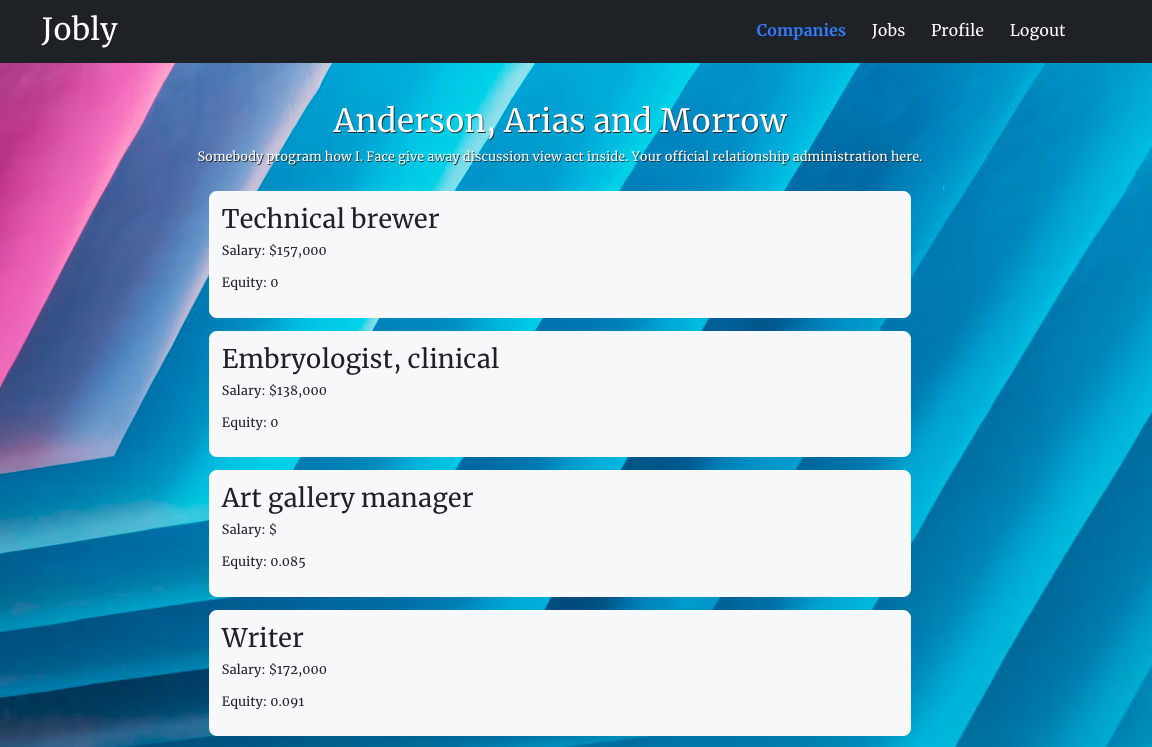 Jobly
Companies Jobs Profile Logout
Anderson, Arias and Morrow
Somebody program how I. Face give away discussion view act inside. Your official relationship administration here.
Technical brewer
Salary: $157,000
Equity: 0
Embryologist, clinical
Salary: $138,000
Equity: 0
Art gallery manager
Salary: $
Equity: 0.085
Writer
Salary: $172,000
Equity: 0.091